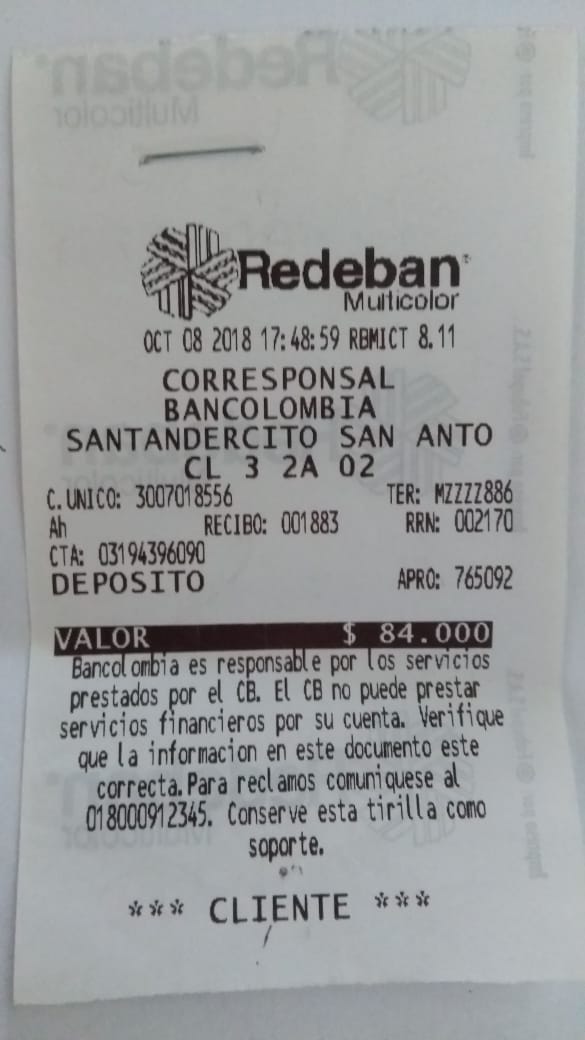 Redeban
Multicolor
Redeban
Multicolor
OCT 08 2018 17:48:59 RBMICT 8.11
CORRESPONSAL
BANCOLOMBIA
SANTANDERCITO SAN ANTO
CL 3 2A 02
C.UNICO: 3007018556 TER: MZZZZ886
Ah RECIBO: 001883 RRN: 002170
CTA: 03194396090
DEPOSITO APRO: 765092
VALOR $ 84.000
Bancolombia es responsable por los servicios
prestados por el CB. El CB no puede prestar
servicios financieros por su cuenta. Verifique
que la informacion en este documento este
correcta.Para reclamos comuniquese al
018000912345. Conserve esta tirilla como
soporte.
*** CLIENTE ***